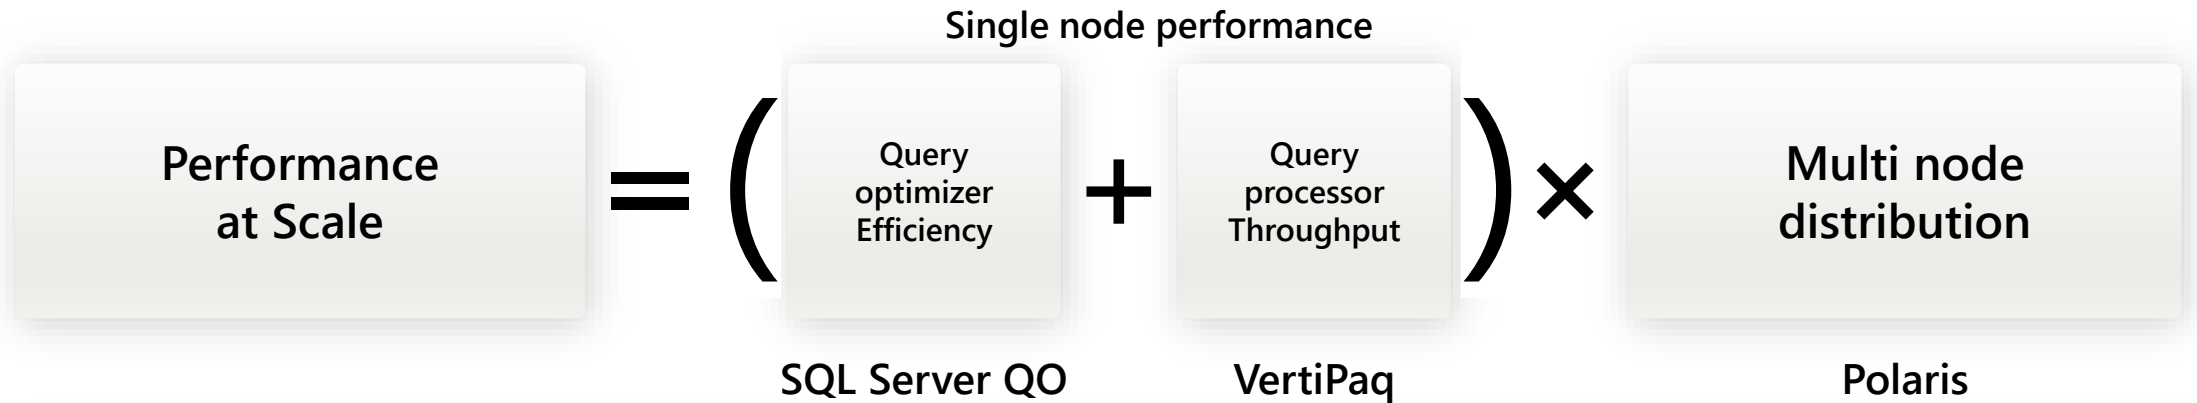 Single node performance
Performance
at Scale
=
(
Query
optimizer
Efficiency
+
Query
processor
Throughput
)
×
Multi node
distribution
SQL Server QO
VertiPaq
Polaris